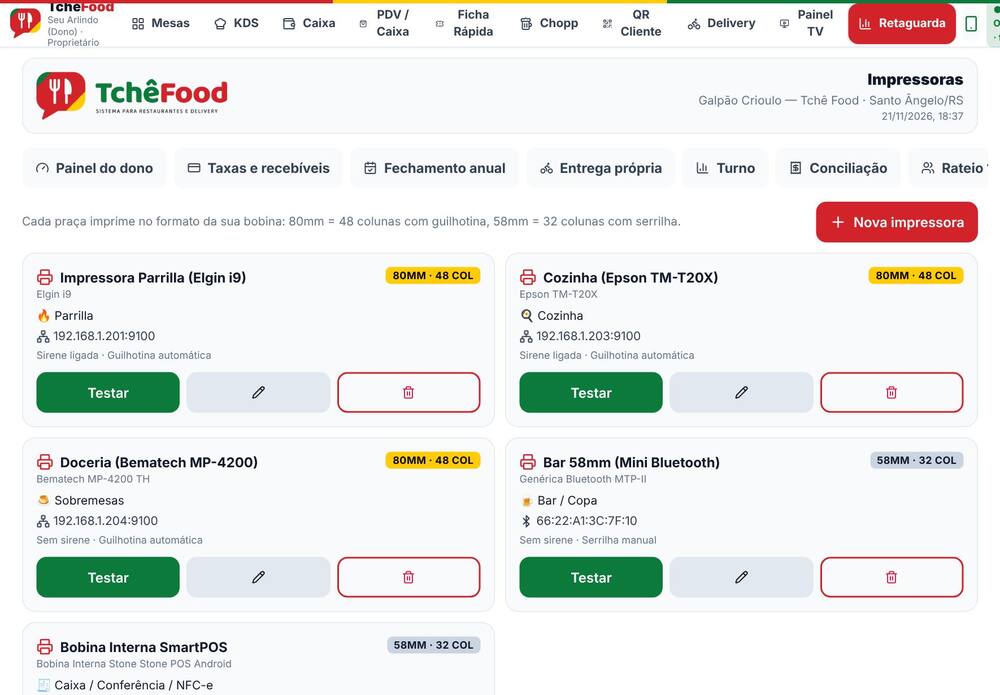 TchêFood
Seu Arlindo
(Dono) ·
Proprietário
Mesas
KDS
Caixa
PDV /
Caixa
Ficha
Rápida
Chopp
QR
Cliente
Delivery
Painel
TV
Retaguarda
TchêFood
SISTEMA PARA RESTAURANTES E DELIVERY
Impressoras
Galpão Crioulo — Tchê Food · Santo Ângelo/RS
21/11/2026, 18:37
Painel do dono
Taxas e recebíveis
Fechamento anual
Entrega própria
Turno
Conciliação
Rateio
Cada praça imprime no formato da sua bobina: 80mm = 48 colunas com guilhotina, 58mm = 32 colunas com serrilha.
+ Nova impressora
Impressora Parrilla (Elgin i9)
80MM · 48 COL
Elgin i9
Parrilla
192.168.1.201:9100
Sirene ligada · Guilhotina automática
Testar
Cozinha (Epson TM-T20X)
80MM · 48 COL
Epson TM-T20X
Cozinha
192.168.1.203:9100
Sirene ligada · Guilhotina automática
Testar
Doceria (Bematech MP-4200)
80MM · 48 COL
Bematech MP-4200 TH
Sobremesas
192.168.1.204:9100
Sem sirene · Guilhotina automática
Testar
Bar 58mm (Mini Bluetooth)
58MM · 32 COL
Genérica Bluetooth MTP-II
Bar / Copa
66:22:A1:3C:7F:10
Sem sirene · Serrilha manual
Testar
Bobina Interna SmartPOS
58MM · 32 COL
Bobina Interna Stone Stone POS Android
Caixa / Conferência / NFC-e